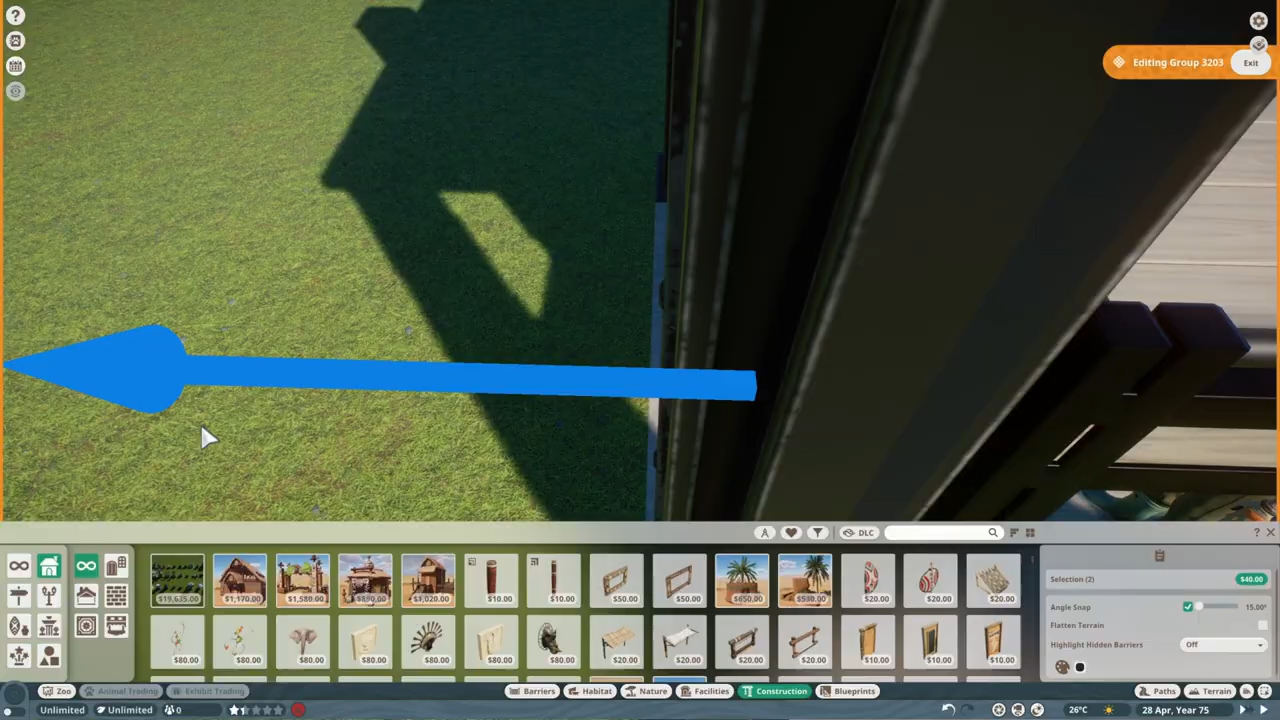 ?
Editing Group 3203
Exit
DLC
? X
$19,635.00 $1,170.00 $1,580.00 $890.00 $1,020.00 $10.00 $10.00 $50.00 $50.00 $650.00 $530.00 $20.00 $20.00 $20.00
$80.00 $80.00 $80.00 $80.00 $80.00 $80.00 $80.00 $20.00 $20.00 $20.00 $20.00 $10.00 $10.00 $10.00
Selection (2) $40.00
Angle Snap 15.00°
Flatten Terrain
Highlight Hidden Barriers Off
Zoo Animal Trading Exhibit Trading Barriers Habitat Nature Facilities Construction Blueprints Paths Terrain
Unlimited Unlimited 0 26°C 28 Apr, Year 75